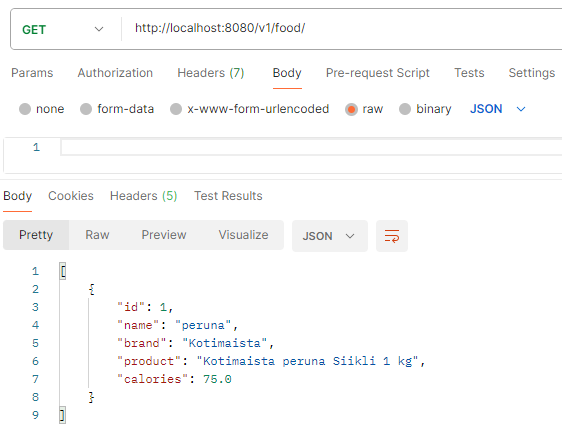 GET http://localhost:8080/v1/food/
Params Authorization Headers (7) Body Pre-request Script Tests Settings
none form-data x-www-form-urlencoded raw binary JSON
1
Body Cookies Headers (5) Test Results
Pretty Raw Preview Visualize JSON
1 [
2 {
3 "id": 1,
4 "name": "peruna",
5 "brand": "Kotimaista",
6 "product": "Kotimaista peruna Siikli 1 kg",
7 "calories": 75.0
8 }
9 ]